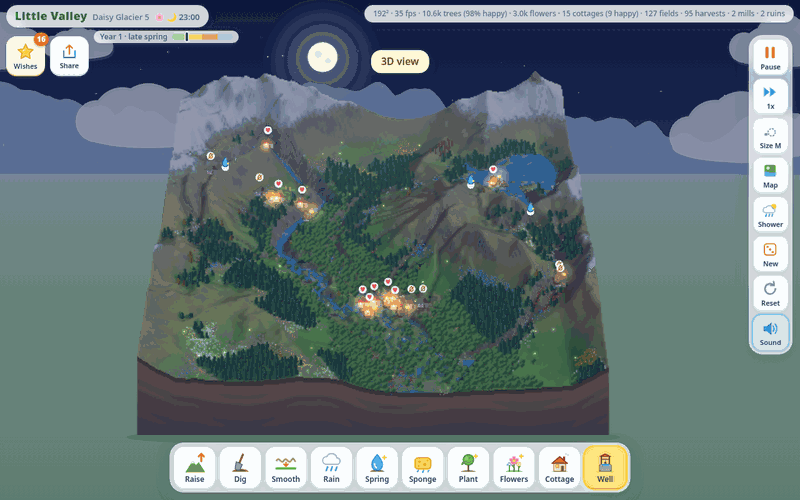 Little Valley Daisy Glacier 5 23:00
192² · 35 fps · 10.6k trees (98% happy) · 3.0k flowers · 15 cottages (9 happy) · 127 fields · 95 harvests · 2 mills · 2 ruins
Year 1 · late spring
16
Wishes
Share
3D view
Pause
1x
Size M
Map
Shower
New
Reset
Sound
Raise
Dig
Smooth
Rain
Spring
Sponge
Plant
Flowers
Cottage
Well